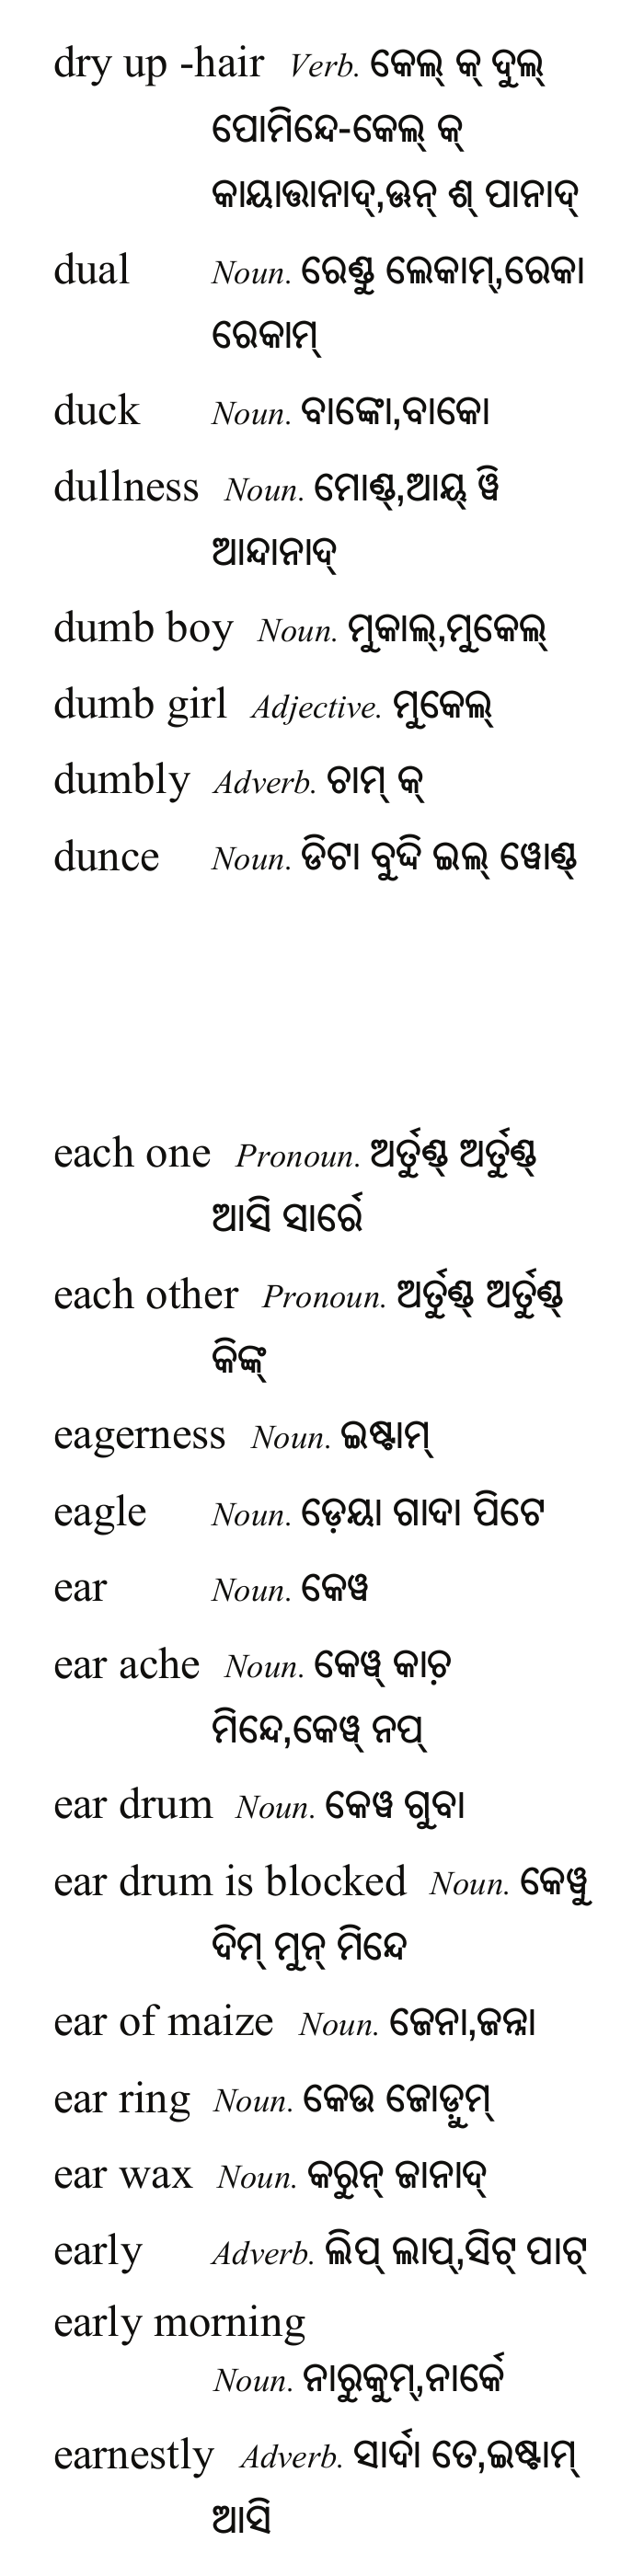 dry up -hair Verb. କେଲ୍ କ୍ ଦୁଲ୍
ପୋମିନ୍ଦେ-କେଲ୍ କ୍
କାୟାଉାନାଦ୍,ଊନ୍ ଶ୍ ପାନାଦ୍
dual Noun. ରେଣ୍ଡୁ ଲେକାମ୍,ରେକା
ରେକାମ୍
duck Noun. ବାଙ୍କୋ,ବାକୋ
dullness Noun. ମୋଣ୍ଡ୍,ଆୟ୍ ୱି
ଆନ୍ଦାନାଦ୍
dumb boy Noun. ମୁକାଲ୍,ମୁକେଲ୍
dumb girl Adjective. ମୁକେଲ୍
dumbly Adverb. ଚାମ୍ କ୍
dunce Noun. ଡିଟା ବୁଦ୍ଦି ଇଲ୍ ୱୋଣ୍ଡ୍
each one Pronoun. ଅର୍ତୁଣ୍ଡ୍ ଅର୍ତୁଣ୍ଡ୍
ଆସି ସାର୍ରେ
each other Pronoun. ଅର୍ତୁଣ୍ଡ୍ ଅର୍ତୁଣ୍ଡ୍
କିଙ୍କ୍
eagerness Noun. ଇଷ୍ଟାମ୍
eagle Noun. ଡ଼େୟା ଗାଦା ପିଟେ
ear Noun. କେୱ
ear ache Noun. କେୱ୍ କାଚ଼
ମିନ୍ଦେ,କେୱ୍ ନପ୍
ear drum Noun. କେୱ ଗୁବା
ear drum is blocked Noun. କେୱୁ
ଦିମ୍ ମୁନ୍ ମିନ୍ଦେ
ear of maize Noun. ଜେନା,ଜନ୍ନା
ear ring Noun. କେଉ ଜୋଡ଼ୁମ୍
ear wax Noun. କରୁନ୍ ଜାନାଦ୍
early Adverb. ଲିପ୍ ଲାପ୍,ସିଟ୍ ପାଟ୍
early morning
Noun. ନାରୁକୁମ୍,ନାର୍କେ
earnestly Adverb. ସାର୍ଦା ତେ,ଇଷ୍ଟାମ୍
ଆସି